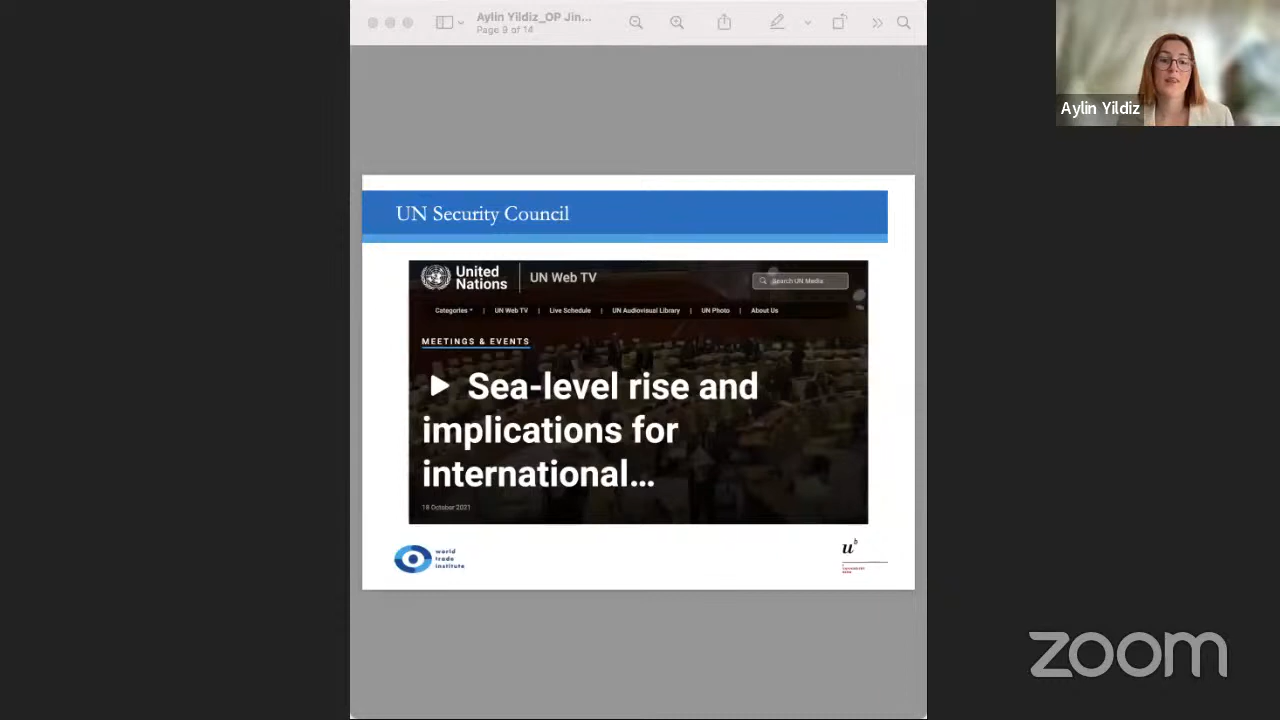 Aylin Yildiz_OP Jin...
Page 9 of 14
Aylin Yildiz
UN Security Council
United
Nations
UN Web TV
Search UN Media
Categories
UN Web TV
Live Schedule
UN Audiovisual Library
UN Photo
About Us
MEETINGS & EVENTS
Sea-level rise and
implications for
international...
18 October 2021
world
trade
institute
u
b
zoom